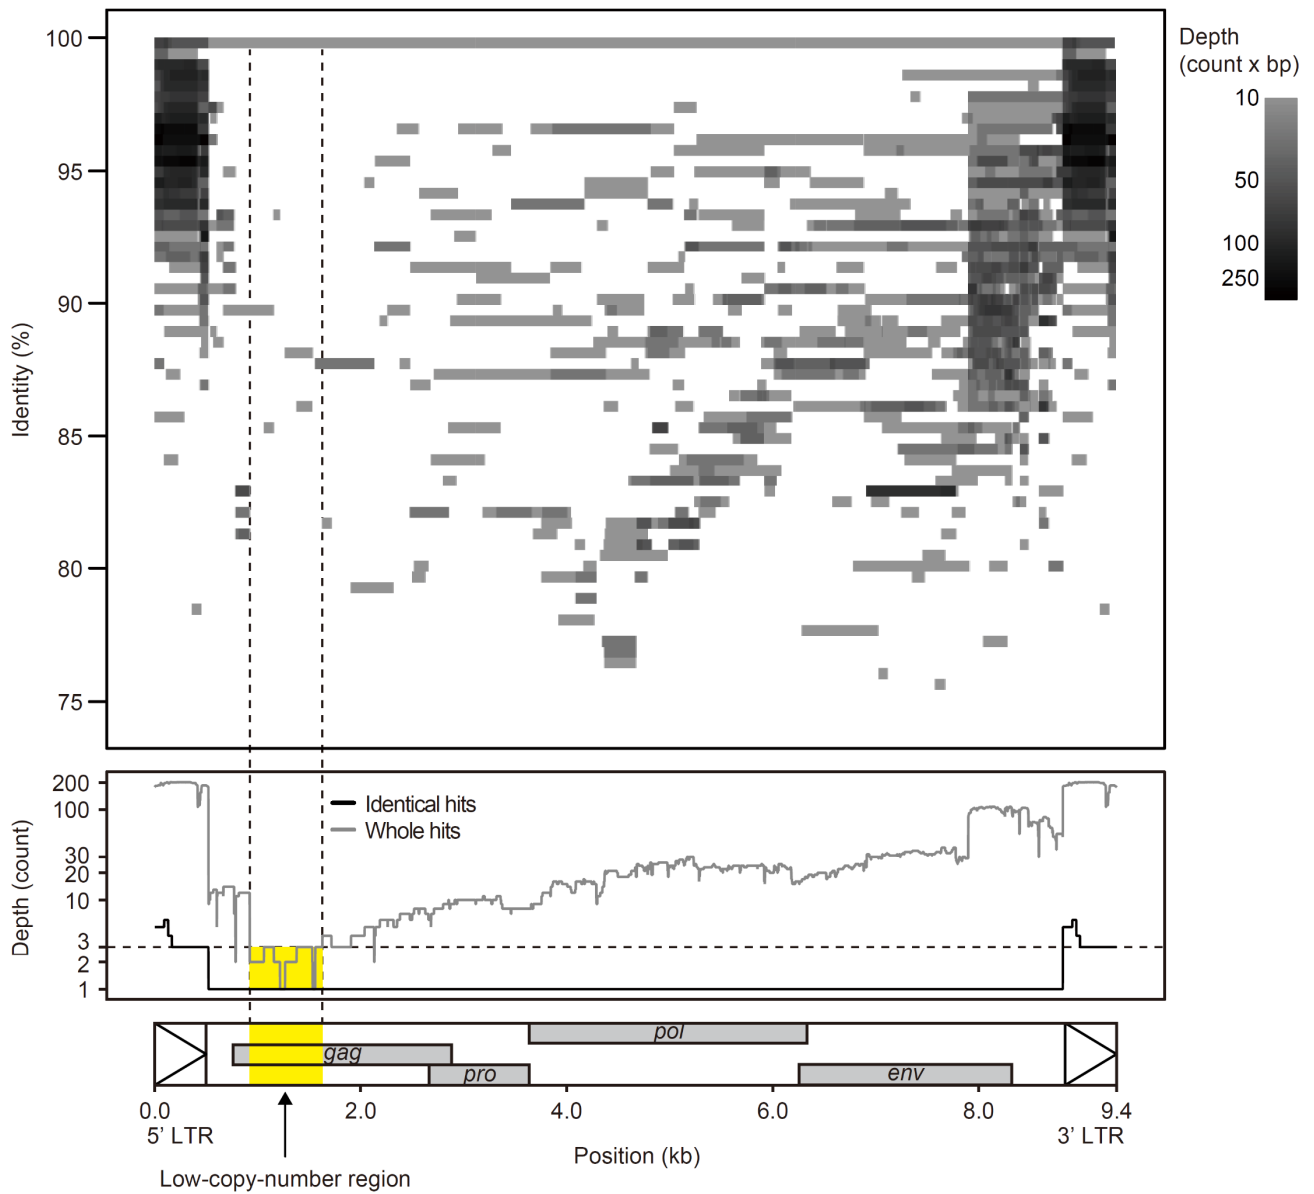 Depth
(count x bp)
10
50
100
250
100
95
90
85
80
75
Identity (%)
200
100
30
20
10
3
2
1
Depth (count)
Identical hits
Whole hits
pol
gag
pro
env
0.0
2.0
4.0
6.0
8.0
9.4
5’ LTR
3’ LTR
Position (kb)
Low-copy-number region